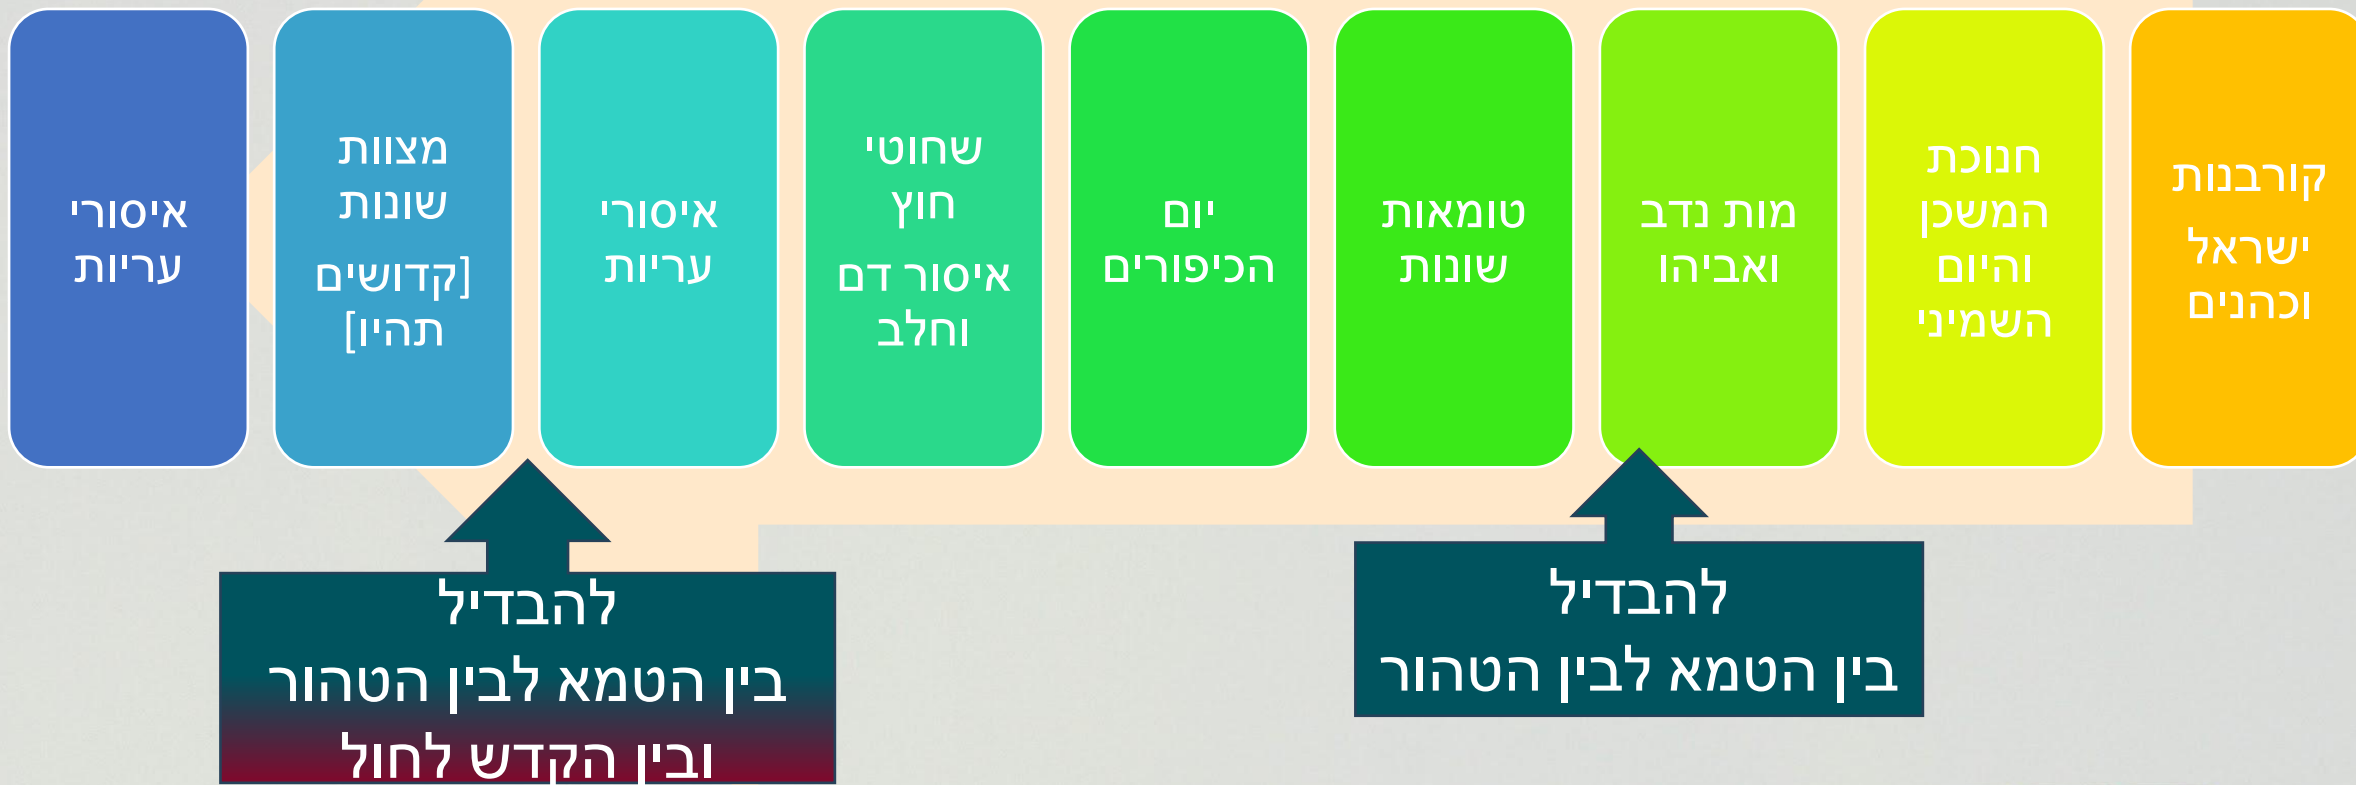 קורבנות
ישראל
וכהנים
חנוכת
המשכן
והיום
השמיני
מות נדב
ואביהו
טומאות
שונות
יום
הכיפורים
שחוטי
חוץ
איסור דם
וחלב
איסורי
עריות
מצוות
שונות
[קדושים
תהיו]
איסורי
עריות
להבדיל
בין הטמא לבין הטהור
להבדיל
בין הטמא לבין הטהור
ובין הקדש לחול